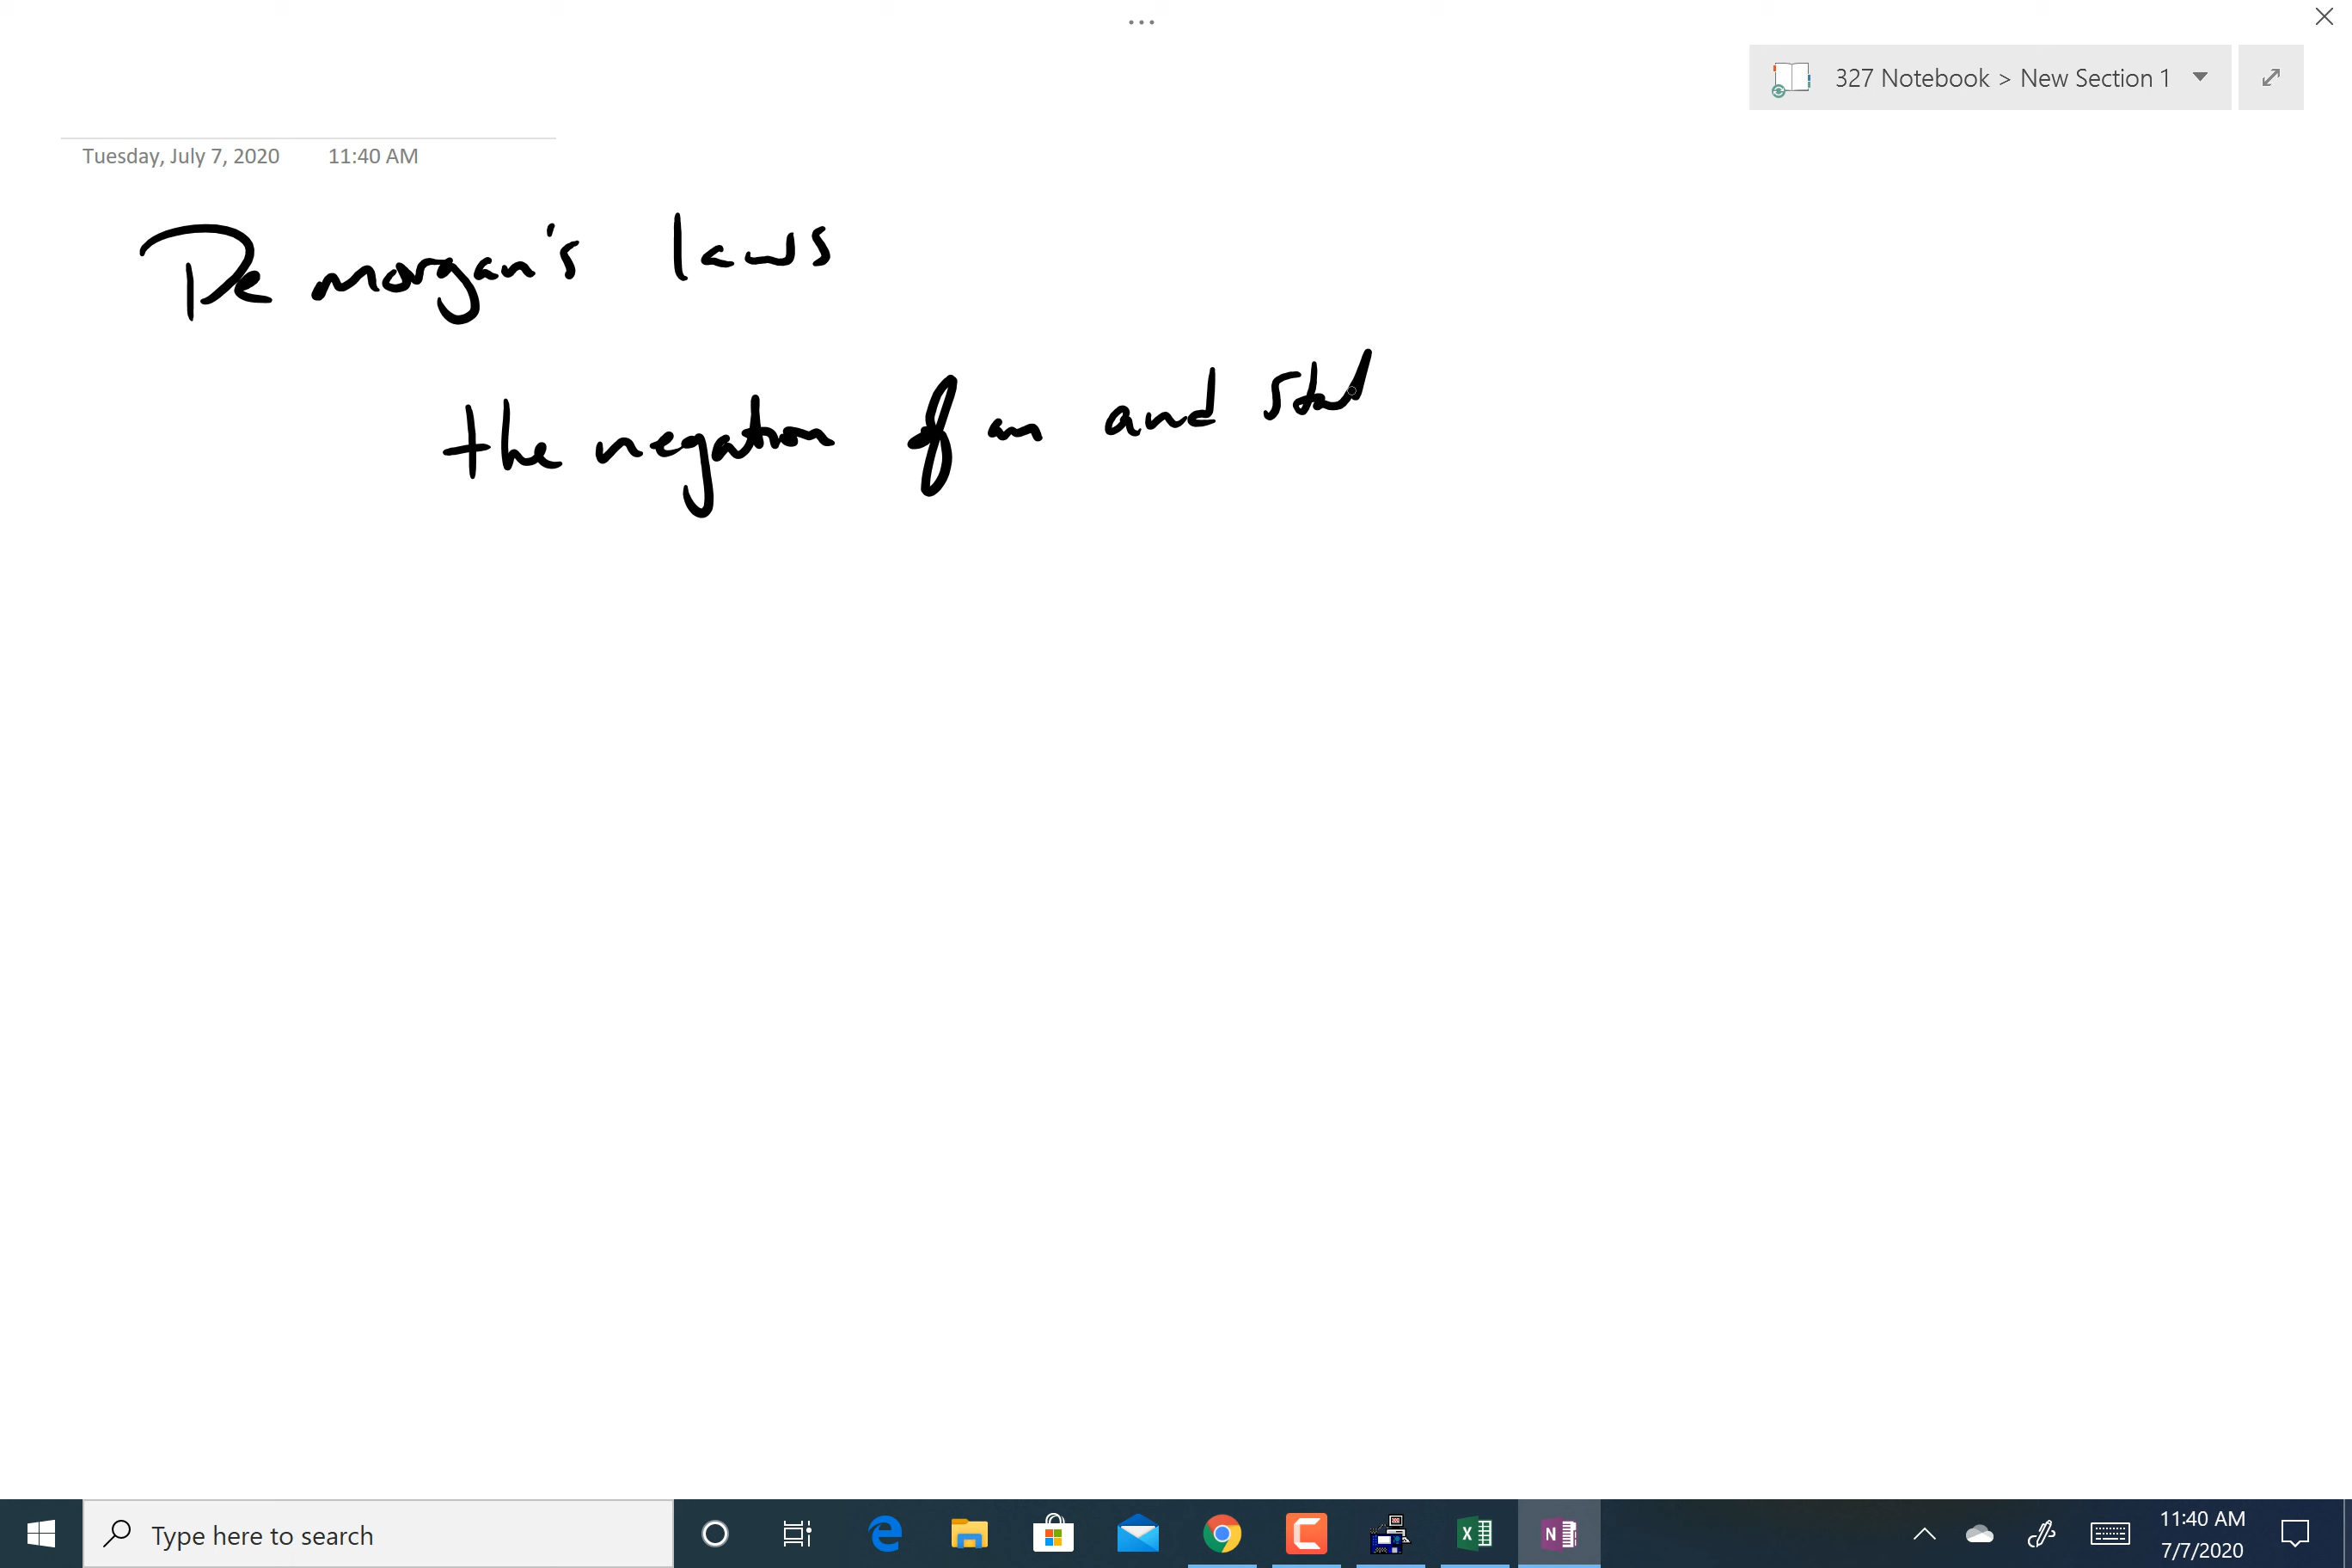 ...
327 Notebook > New Section 1
Tuesday, July 7, 2020 11:40 AM
De morgan's laws
the negation of an and stat
Type here to search
11:40 AM
7/7/2020